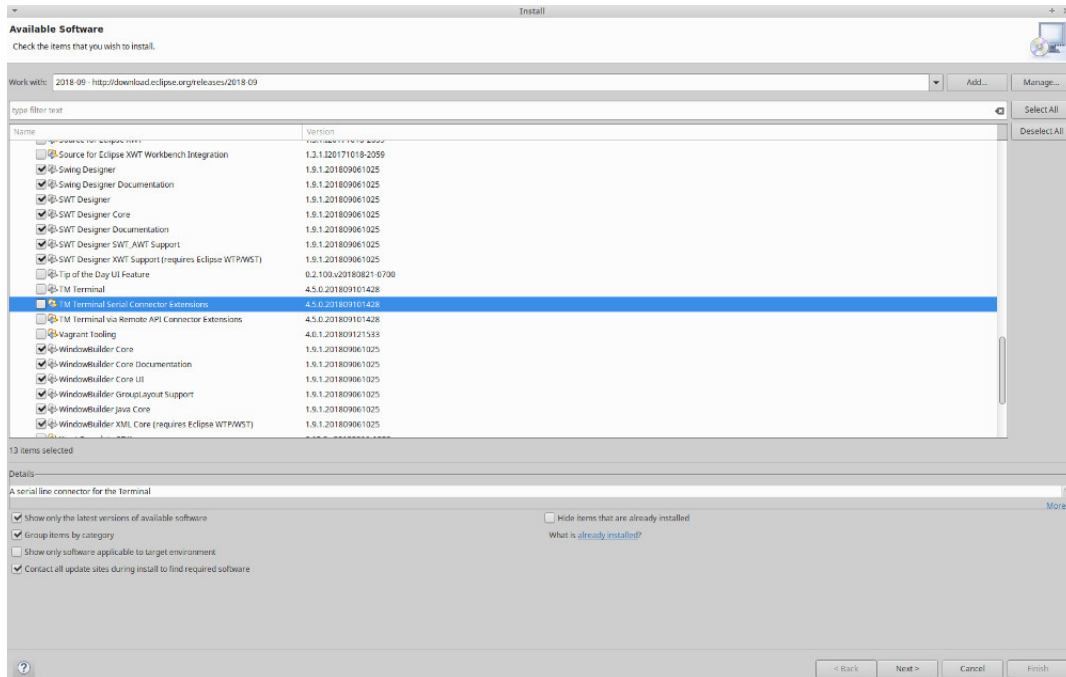 Install
Available Software
Check the items that you wish to install.
Work with: 2018-09 - http://download.eclipse.org/releases/2018-09 Add... Manage...
type filter text Select All
Name Version Deselect All
Source for Eclipse XWT
Source for Eclipse XWT Workbench Integration 1.3.1.I20171018-2059
Swing Designer 1.9.1.201809061025
Swing Designer Documentation 1.9.1.201809061025
SWT Designer 1.9.1.201809061025
SWT Designer Core 1.9.1.201809061025
SWT Designer Documentation 1.9.1.201809061025
SWT Designer SWT_AWT Support 1.9.1.201809061025
SWT Designer XWT Support (requires Eclipse WTP/WST) 1.9.1.201809061025
Tip of the Day UI Feature 0.2.100.v20180821-0700
TM Terminal 4.5.0.201809101428
TM Terminal Serial Connector Extensions 4.5.0.201809101428
TM Terminal via Remote API Connector Extensions 4.5.0.201809101428
Vagrant Tooling 4.0.1.201809121533
WindowBuilder Core 1.9.1.201809061025
WindowBuilder Core Documentation 1.9.1.201809061025
WindowBuilder Core UI 1.9.1.201809061025
WindowBuilder GroupLayout Support 1.9.1.201809061025
WindowBuilder Java Core 1.9.1.201809061025
WindowBuilder XML Core (requires Eclipse WTP/WST) 1.9.1.201809061025
13 items selected
Details
A serial line connector for the Terminal
More
Show only the latest versions of available software Hide items that are already installed
Group items by category What is already installed?
Show only software applicable to target environment
Contact all update sites during install to find required software
? < Back Next > Cancel Finish